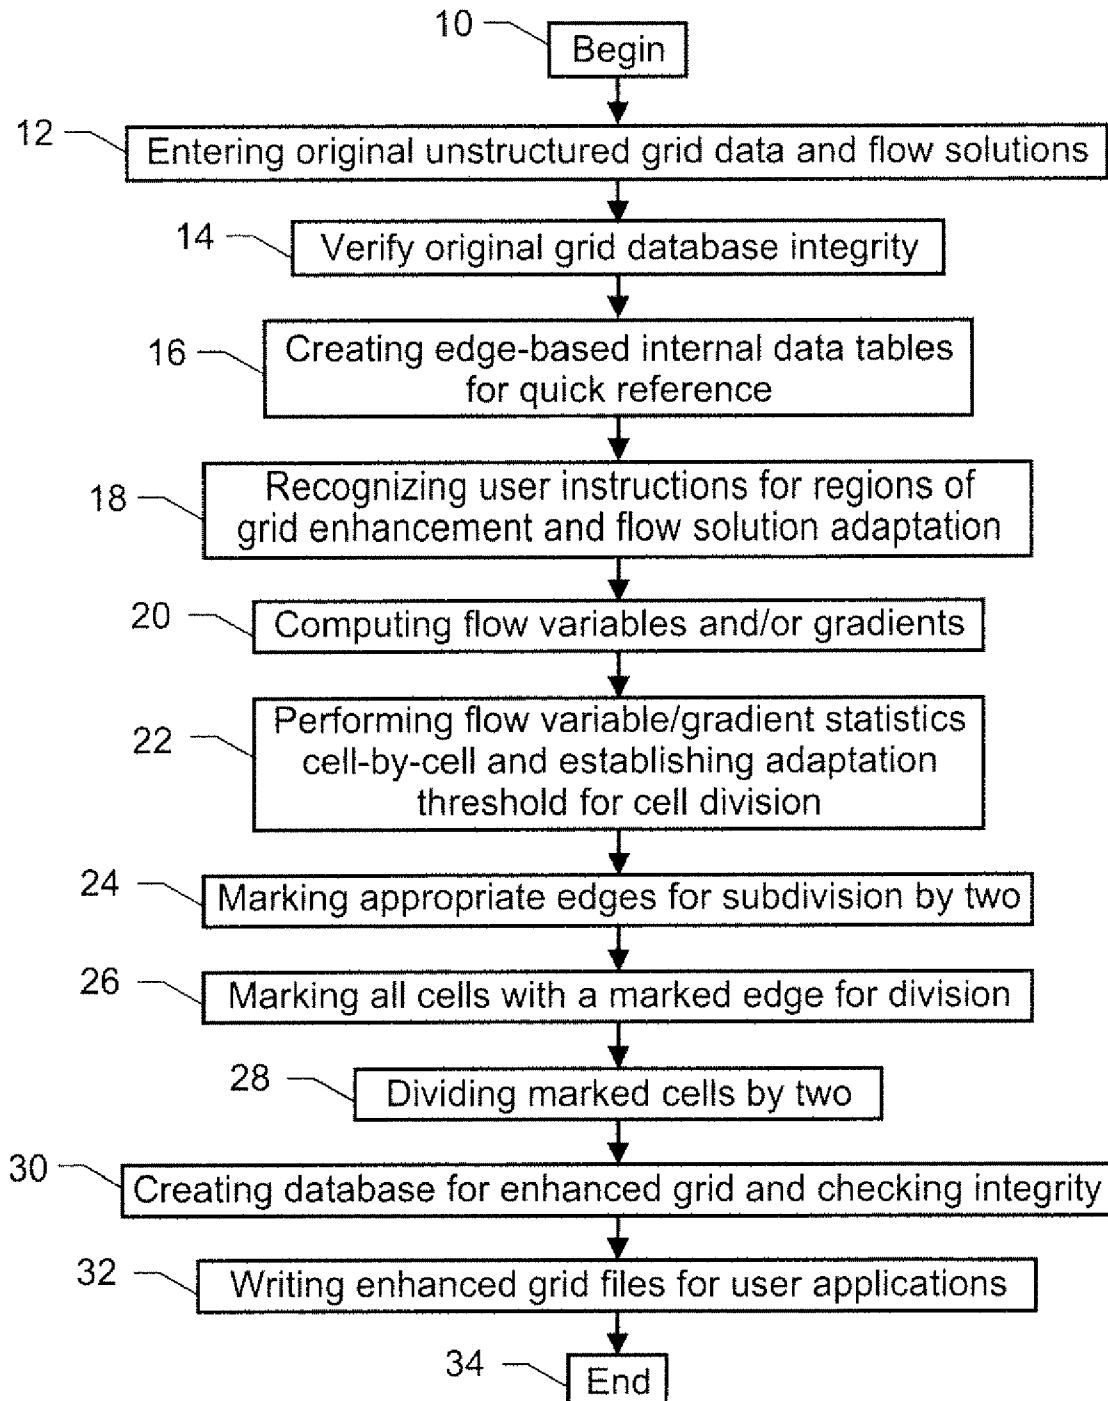 10
Begin
12
Entering original unstructured grid data and flow solutions
14
Verify original grid database integrity
16
Creating edge-based internal data tables
for quick reference
18
Recognizing user instructions for regions of
grid enhancement and flow solution adaptation
20
Computing flow variables and/or gradients
22
Performing flow variable/gradient statistics
cell-by-cell and establishing adaptation
threshold for cell division
24
Marking appropriate edges for subdivision by two
26
Marking all cells with a marked edge for division
28
Dividing marked cells by two
30
Creating database for enhanced grid and checking integrity
32
Writing enhanced grid files for user applications
34
End